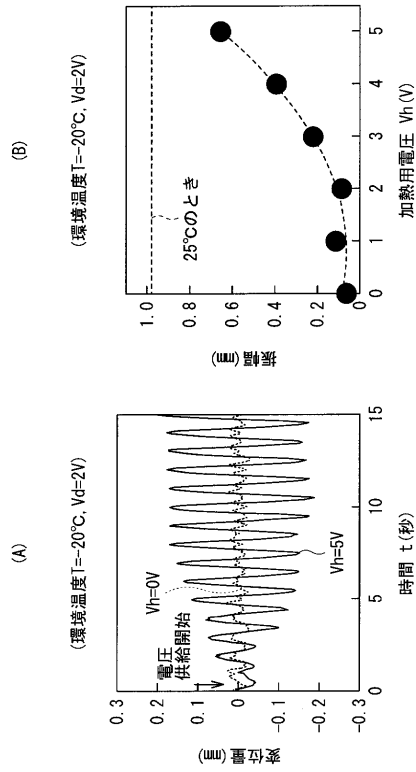 (A)
(環境温度T=-20℃, Vd=2V)
0.3
0.2
0.1
0
-0.1
-0.2
-0.3
変位量(mm)
電圧
供給開始
Vh=0V
Vh=5V
0
5
10
15
時間 t(秒)
(B)
(環境温度T=-20℃, Vd=2V)
1.0
0.8
0.6
0.4
0.2
0
振幅(mm)
25℃のとき
0
1
2
3
4
5
加熱用電圧 Vh(V)